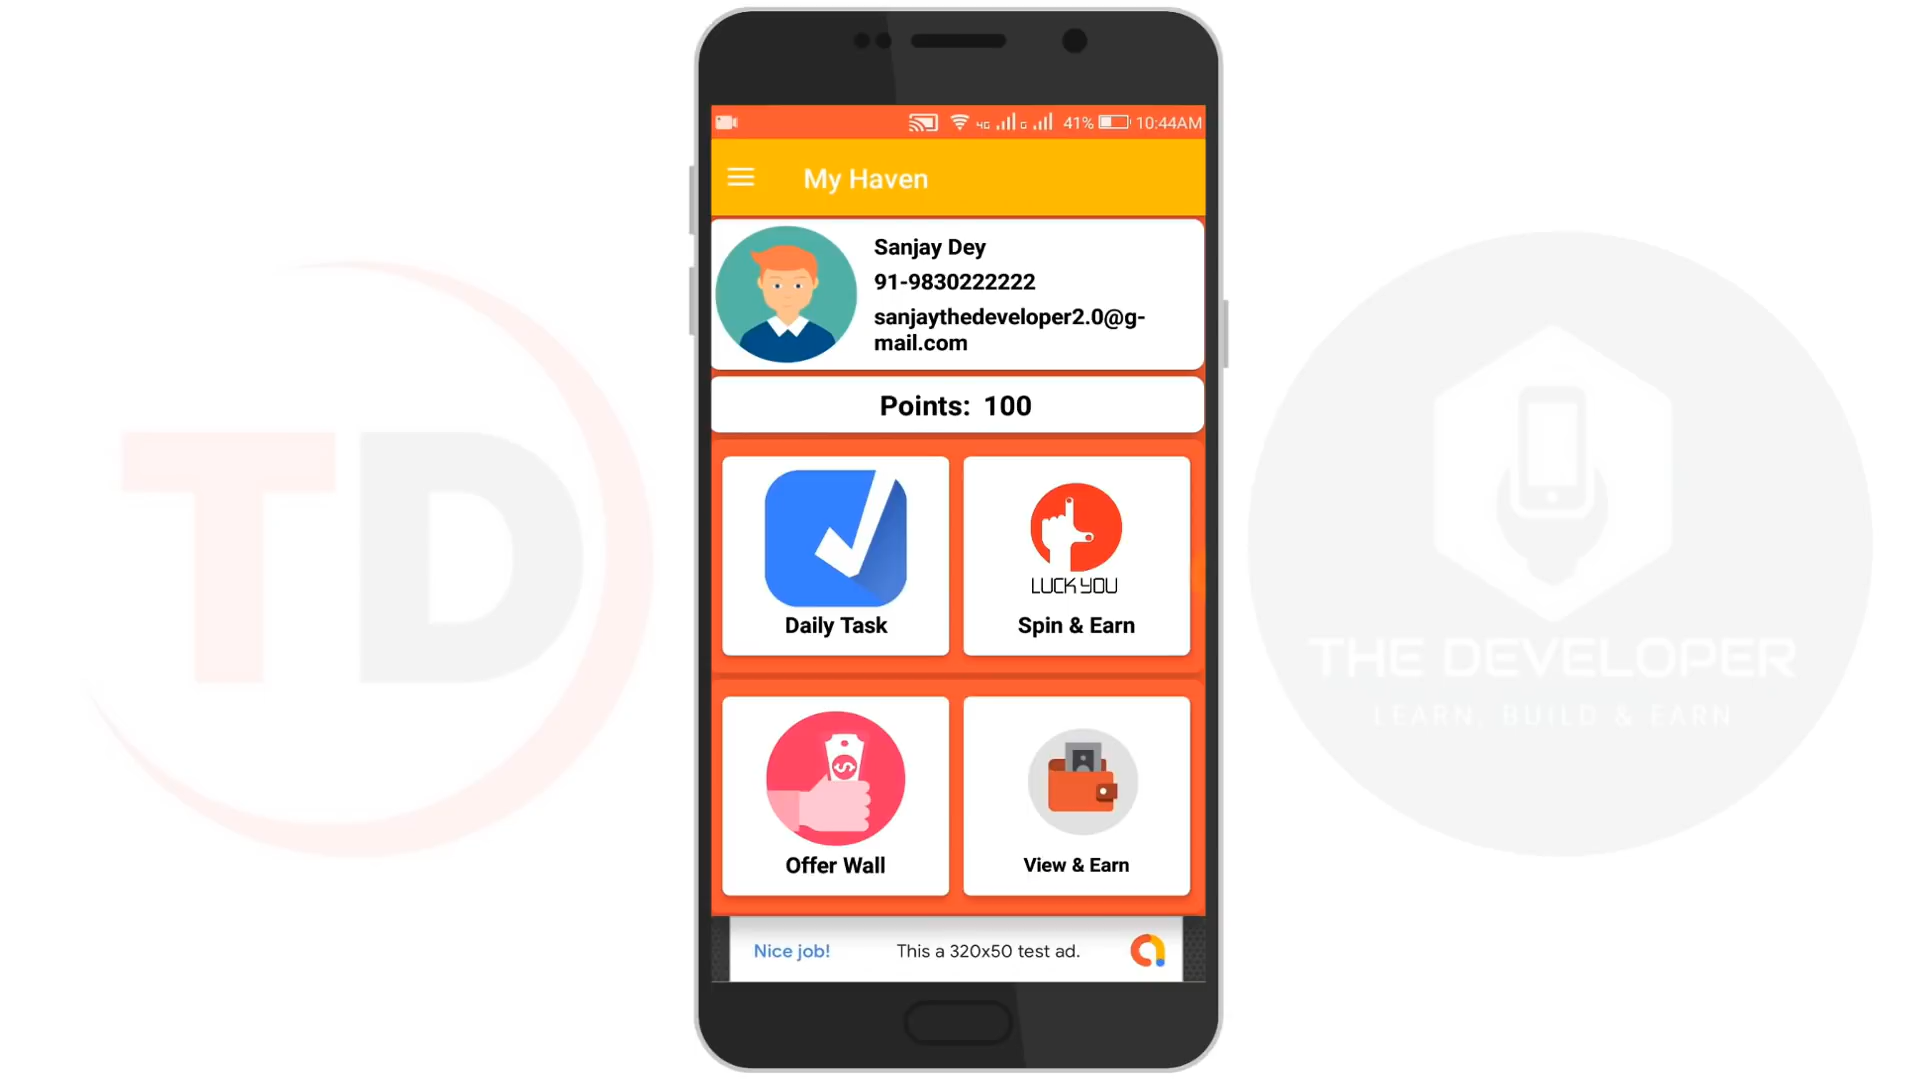 4G G 41% 10:44AM
My Haven
Sanjay Dey
91-9830222222
sanjaythedeveloper2.0@g-
mail.com
Points: 100
Daily Task
LUCK YOU
Spin & Earn
Offer Wall
View & Earn
Nice job! This a 320x50 test ad.
TD
THE DEVELOPER
LEARN, BUILD & EARN